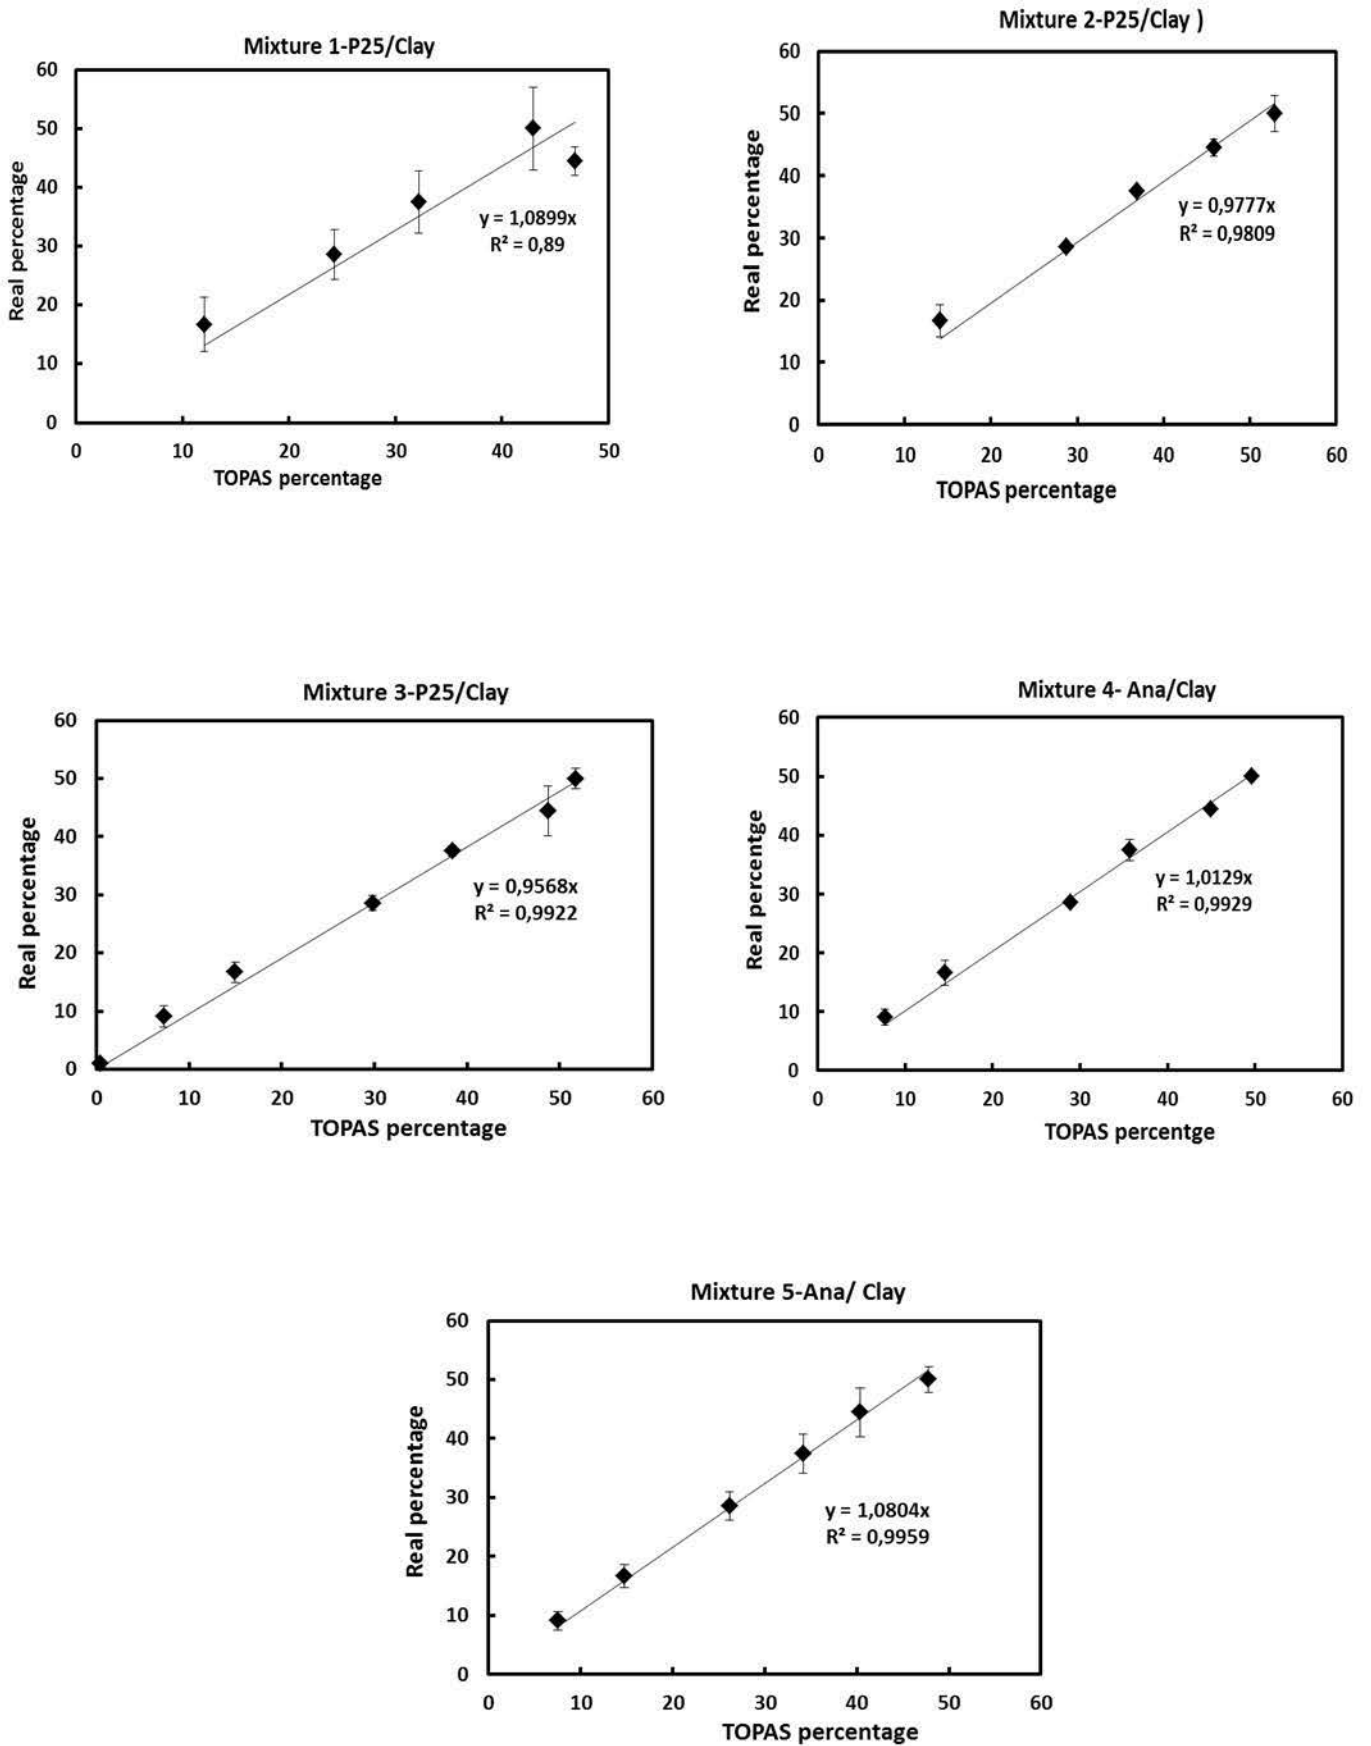 Mixture 1-P25/Clay
60
50
40
30
20
10
0
Real percentage
y = 1,0899x
R² = 0,89
0 10 20 30 40 50
TOPAS percentage
Mixture 2-P25/Clay )
60
50
40
30
20
10
0
Real percentage
y = 0,9777x
R² = 0,9809
0 10 20 30 40 50 60
TOPAS percentage
Mixture 3-P25/Clay
60
50
40
30
20
10
0
Real percentage
y = 0,9568x
R² = 0,9922
0 10 20 30 40 50 60
TOPAS percentage
Mixture 4- Ana/Clay
60
50
40
30
20
10
0
Real percentge
y = 1,0129x
R² = 0,9929
0 10 20 30 40 50 60
TOPAS percentge
Mixture 5-Ana/ Clay
60
50
40
30
20
10
0
Real percentage
y = 1,0804x
R² = 0,9959
0 10 20 30 40 50 60
TOPAS percentage